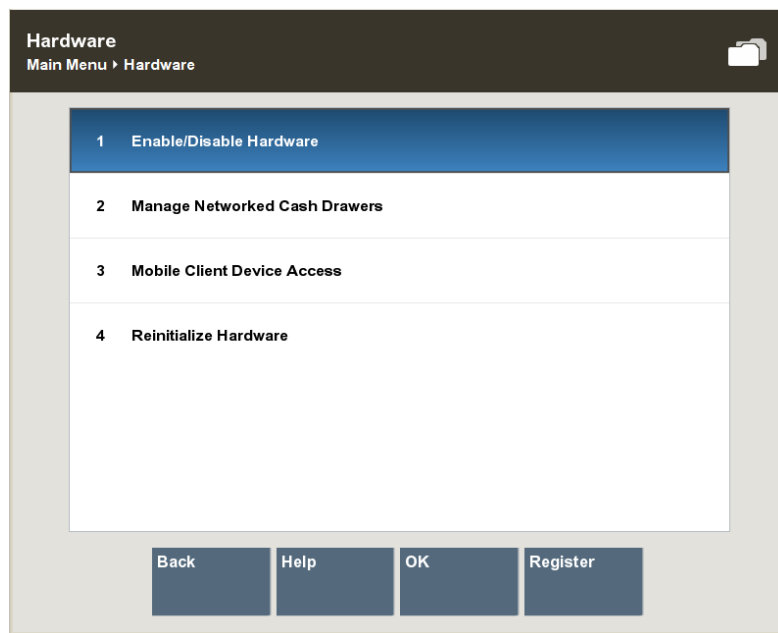 Hardware
Main Menu ‣ Hardware
1 Enable/Disable Hardware
2 Manage Networked Cash Drawers
3 Mobile Client Device Access
4 Reinitialize Hardware
Back Help OK Register